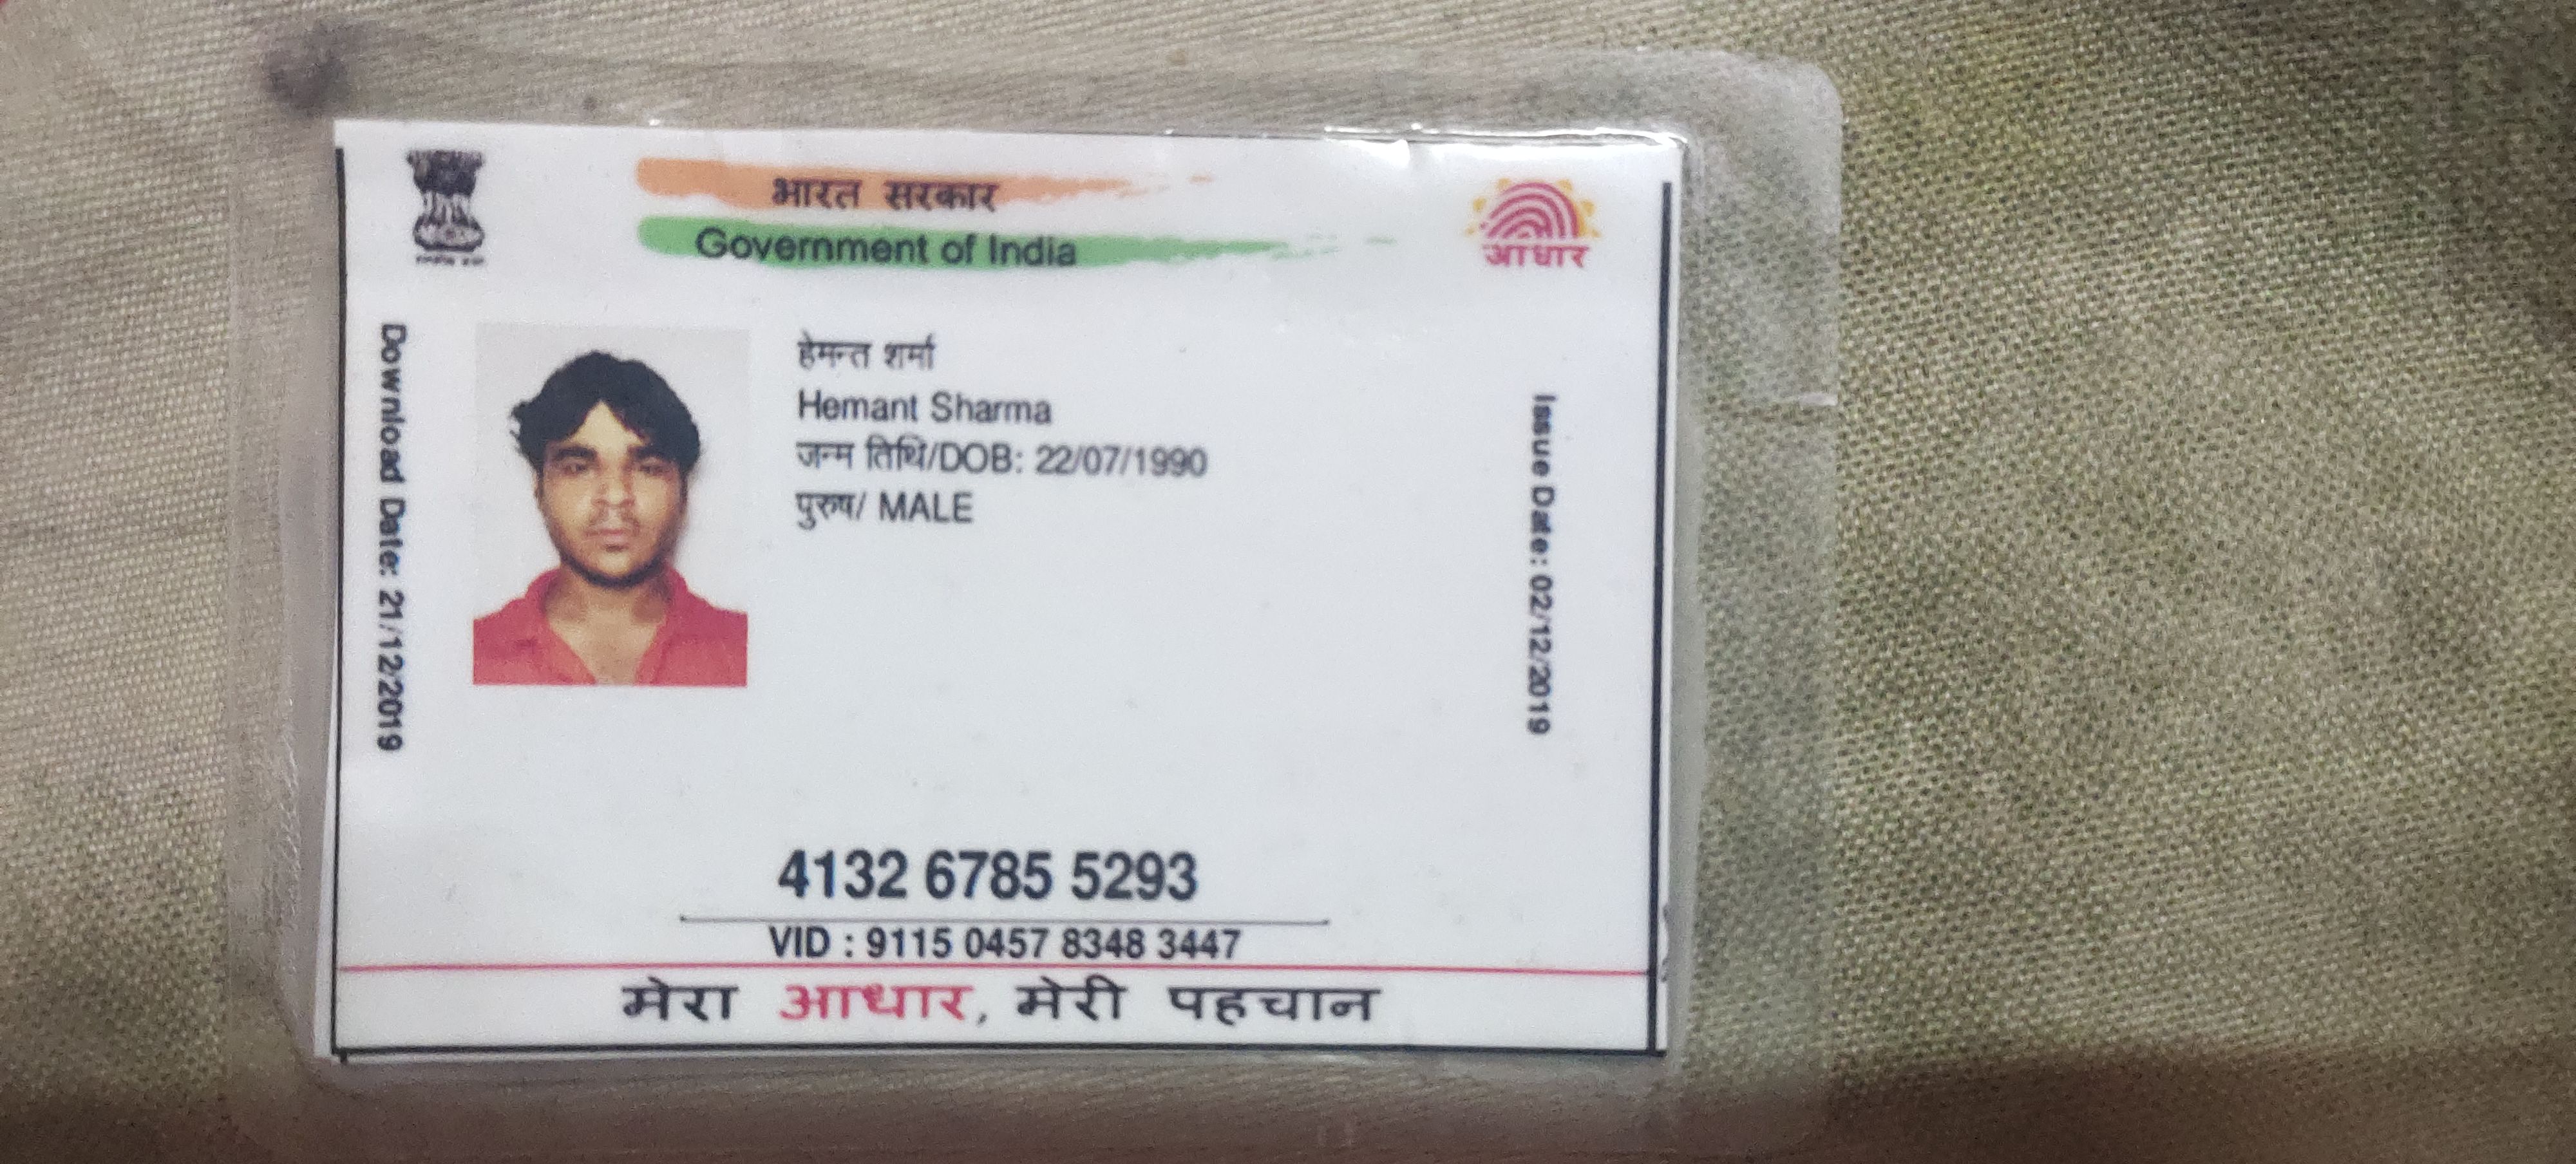 भारत सरकार
Government of India
आधार
Download Date: 21/12/2019
हेमन्त शर्मा
Hemant Sharma
जन्म तिथि/DOB: 22/07/1990
पुरुष/ MALE
Issue Date: 02/12/2019
4132 6785 5293
VID : 9115 0457 8348 3447
मेरा आधार, मेरी पहचान